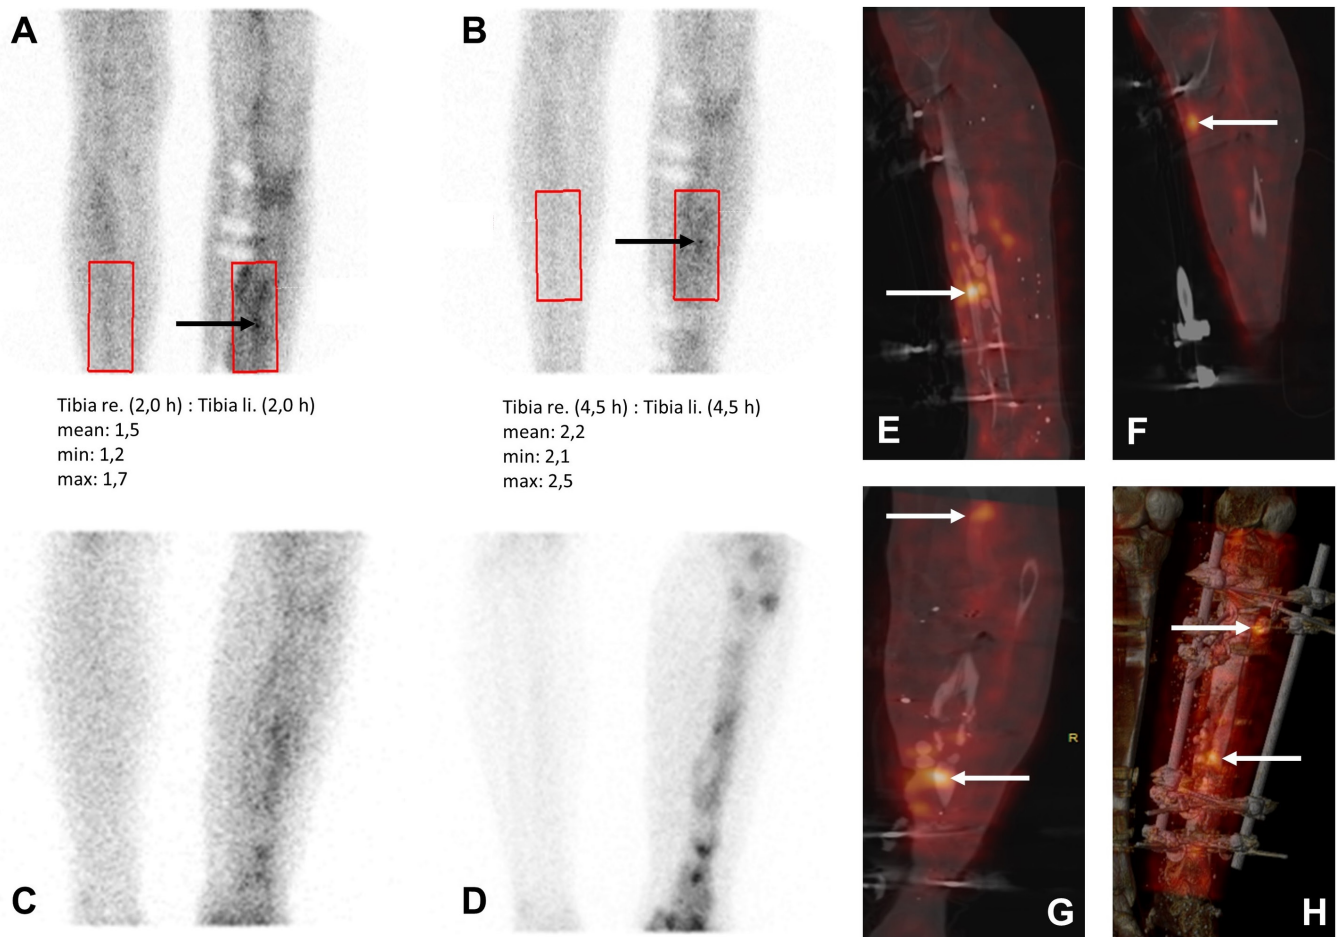 A
B
Tibia re. (2,0 h) : Tibia li. (2,0 h)
mean: 1,5
min: 1,2
max: 1,7
Tibia re. (4,5 h) : Tibia li. (4,5 h)
mean: 2,2
min: 2,1
max: 2,5
E
F
C
D
R
G
H